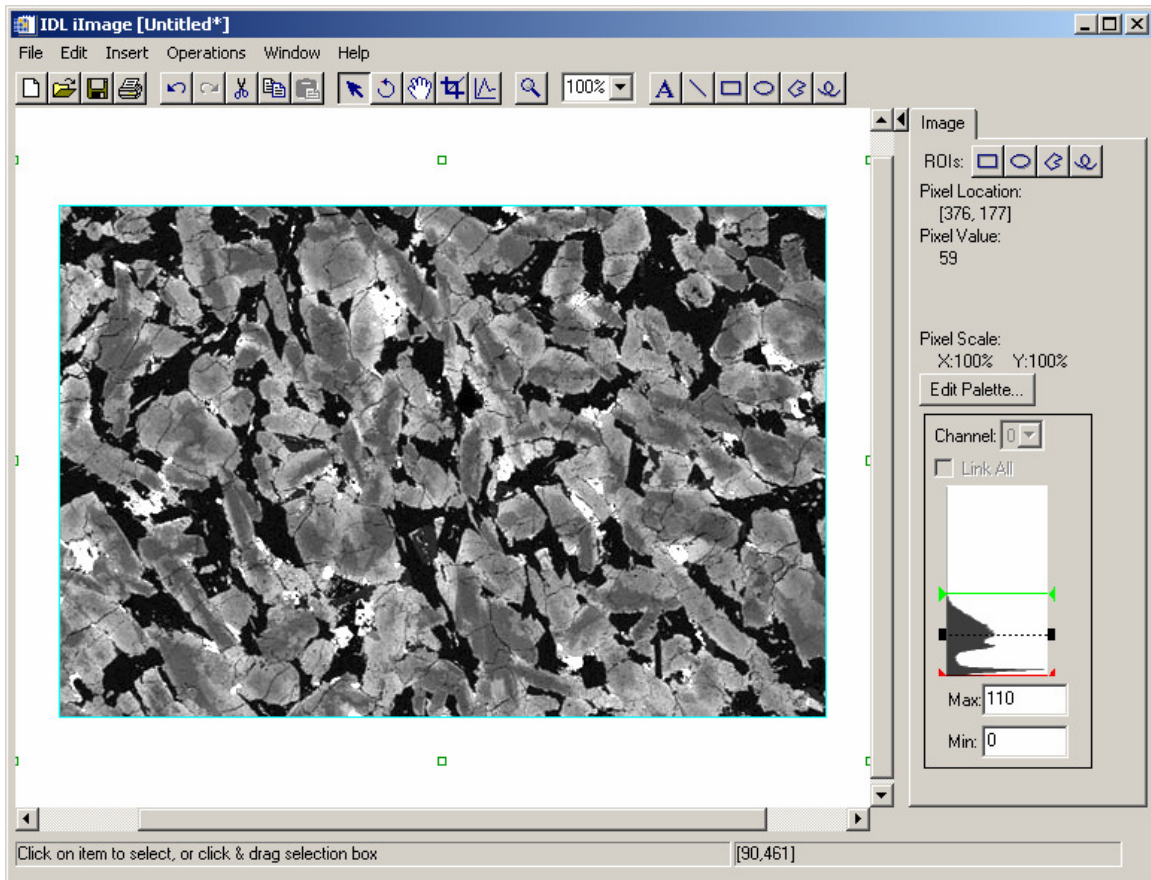 IDL iImage [Untitled*]
File Edit Insert Operations Window Help
100%
Image
ROIs:
Pixel Location:
[376, 177]
Pixel Value:
59
Pixel Scale:
X:100% Y:100%
Edit Palette...
Channel: 0
Link All
Max: 110
Min: 0
Click on item to select, or click & drag selection box
[90,461]